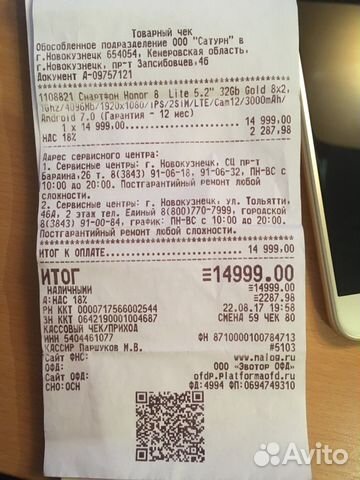 Товарный чек
Обособленное подразделение ООО "Сатурн" в
г.Новокузнецк 654025, Кемеровская область,
г.Новокузнецк, пр-т Запсибовцев,4б
Документ А-09757121
1108821 Смартфон Honor 8 Lite 5.2" 32Gb Gold 8x2,
1Ghz/4096Mb/1920x1080/iPS/2SiM/LTE/Cam12/3000mAh/
Android 7.0 (Гарантия - 12 мес)
1 x 14 999.00 14 999.00
НДС 18% 2 287,98
Адрес сервисного центра:
1. Сервисные центры: г. Новокузнецк, СЦ пр-т
Бардина,26 т. 8(3843) 91-06-18, 91-06-32, ПН-ВС с
10:00 до 20:00. Постгарантийный ремонт любой
сложности.
2. Сервисные центры: г. Новокузнецк, ул. Тольятти,
46А, 2 этаж тел. Единый 8(800)770-7999, городской
8(3843) 91-00-84, график: ПН-ВС с 10:00 до 20:00.
Постгарантийный ремонт любой сложности.
ИТОГ К ОПЛАТЕ 14 999.00
ИТОГ ≡14999.00
НАЛИЧНЫМИ ≡14999.00
А:НДС 18% ≡2287.98
РН ККТ 0000717566002544 22.08.17 19:58
ЗН ККТ 0642190001004687 СМЕНА 59 ЧЕК 80
КАССОВЫЙ ЧЕК/ПРИХОД
ИНН 5404461077 ФН 8710000100784713
КАССИР Паршуков М.В. #5103
Сайт ФНС: www.nalog.ru
ОФД: ООО "Эвотор ОФД"
Сайт ОФД: ofdp.platformaofd.ru
СНО:ОСН ФД:4994 ФП:0694749310
Avito